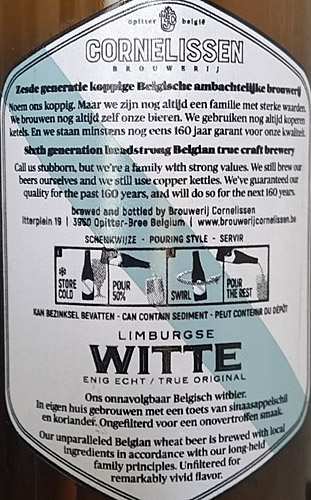 opitter belgië
CORNELISSEN
BROUWERIJ
Zesde generatie koppige Belgische ambachtelijke brouwerij
Noem ons koppig. Maar we zijn nog altijd een familie met sterke waarden.
We brouwen nog altijd zelf onze bieren. We gebruiken nog altijd koperen
ketels. En we staan minstens nog eens 160 jaar garant voor onze kwaliteit.
Sixth generation headstrong Belgian true craft brewery
Call us stubborn, but we're a family with strong values. We still brew our
beers ourselves and we still use copper kettles. We've guaranteed our
quality for the past 160 years, and will do so for the next 160 years.
brewed and bottled by Brouwerij Cornelissen
Itterplein 19 | 3960 Opitter-Bree Belgium | www.brouwerijcornelissen.be
SCHENKWIJZE - POURING STYLE - SERVIR
1 STORE COLD POUR 50% 2 SWIRL POUR THE REST
KAN BEZINKSEL BEVATTEN - CAN CONTAIN SEDIMENT - PEUT CONTENIR DU DÉPÔT
LIMBURGSE
WITTE
ENIG ECHT / TRUE ORIGINAL
Ons onnavolgbaar Belgisch witbier.
In eigen huis gebrouwen met een toets van sinaasappelschil
en koriander. Ongefilterd voor een onovertroffen smaak.
Our unparalleled Belgian wheat beer is brewed with local
ingredients in accordance with our long-held
family principles. Unfiltered for
remarkably vivid flavor.